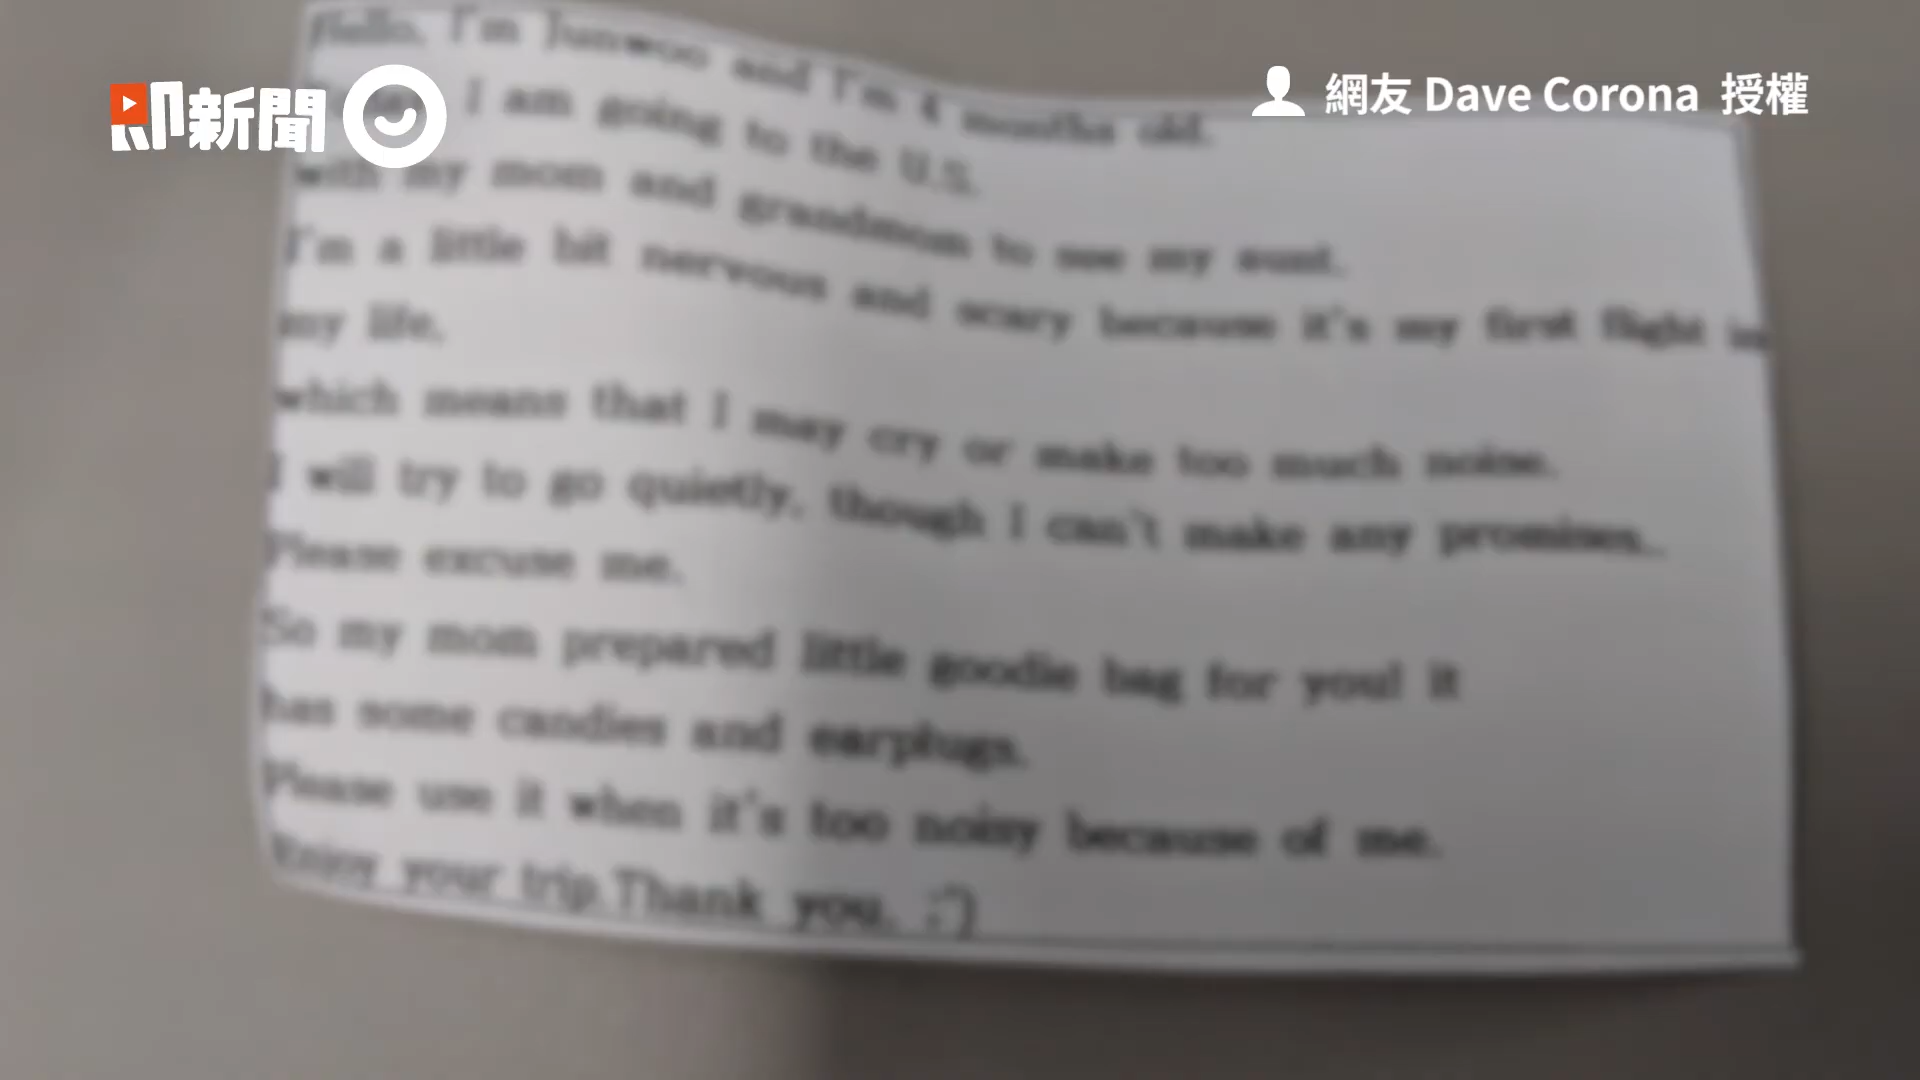 即新聞
網友 Dave Corona 授權
Hello, I'm Junwoo and I'm 4 months old.
I am going to the U.S.
with my mom and grandmom to see my aunt.
I'm a little bit nervous and scary because it's my first flight in
my life,
which means that I may cry or make too much noise.
I will try to go quietly, though I can't make any promises..
Please excuse me.
So my mom prepared little goodie bag for you! it
has some candies and earplugs.
Please use it when it's too noisy because of me.
Enjoy your trip.Thank you. :")